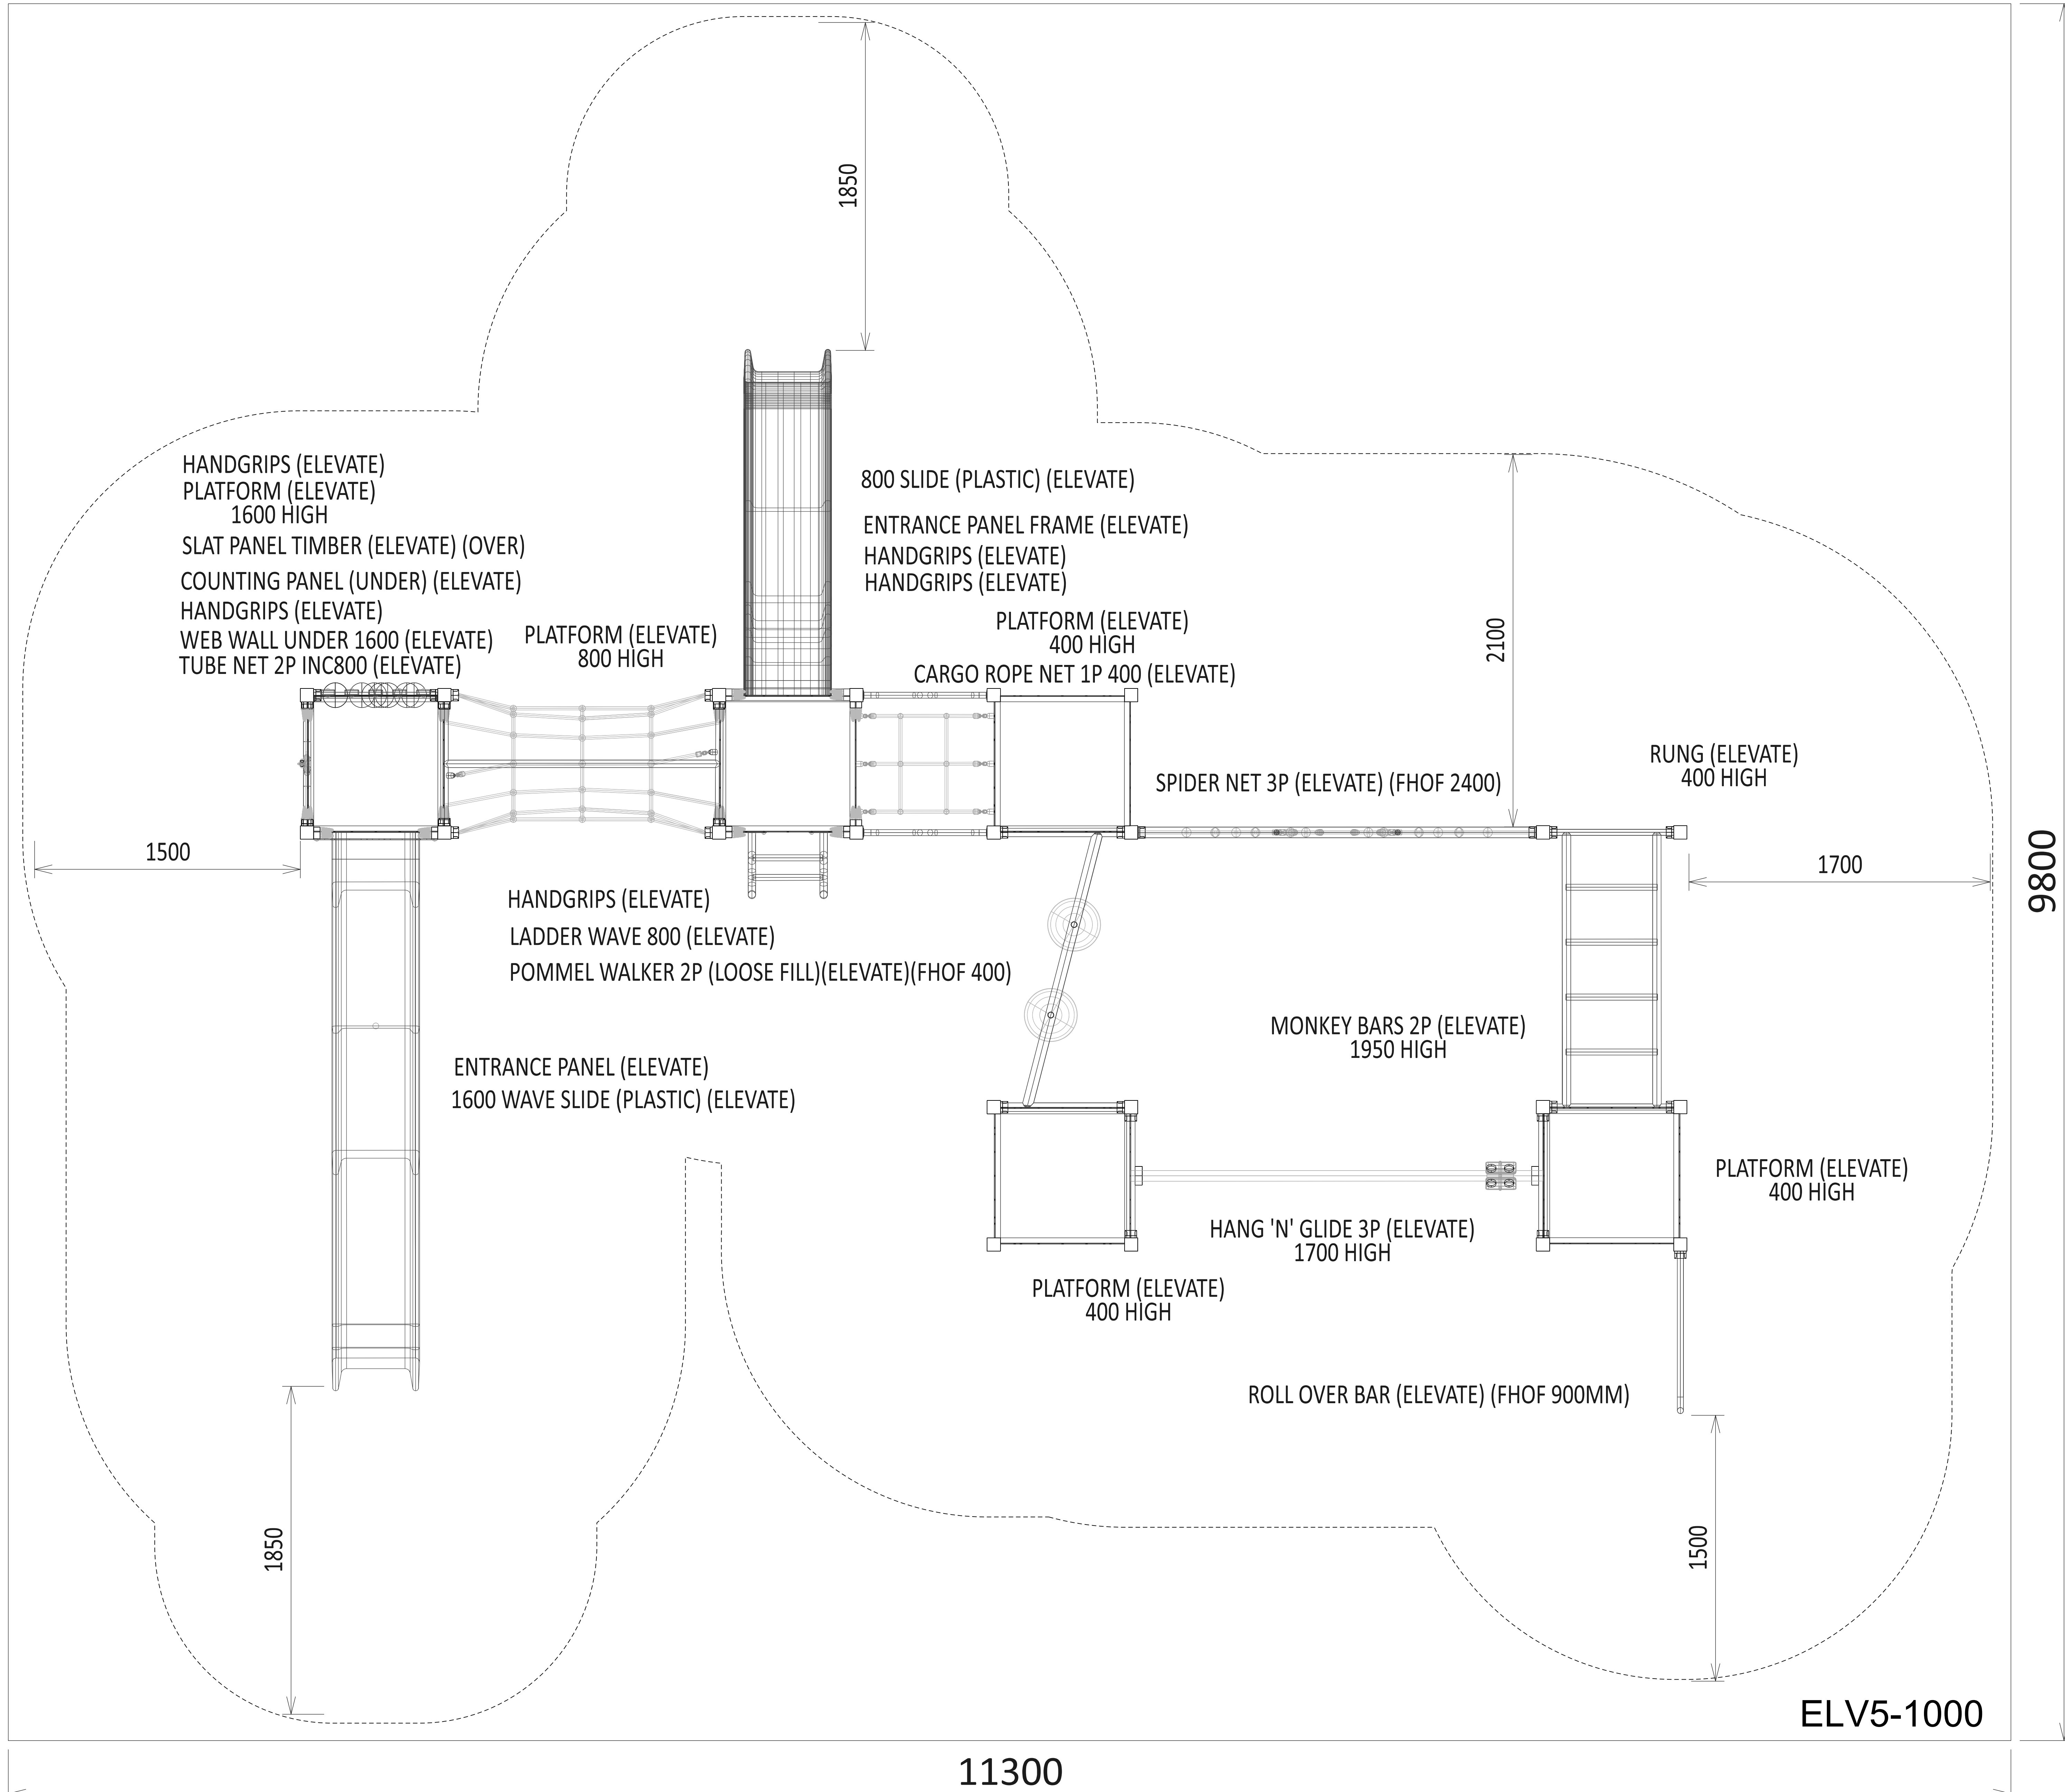 1850
HANDGRIPS (ELEVATE)
PLATFORM (ELEVATE)
1600 HIGH
SLAT PANEL TIMBER (ELEVATE) (OVER)
COUNTING PANEL (UNDER) (ELEVATE)
HANDGRIPS (ELEVATE)
WEB WALL UNDER 1600 (ELEVATE)
TUBE NET 2P INC800 (ELEVATE)
PLATFORM (ELEVATE)
800 HIGH
800 SLIDE (PLASTIC) (ELEVATE)
ENTRANCE PANEL FRAME (ELEVATE)
HANDGRIPS (ELEVATE)
HANDGRIPS (ELEVATE)
PLATFORM (ELEVATE)
400 HIGH
CARGO ROPE NET 1P 400 (ELEVATE)
2100
SPIDER NET 3P (ELEVATE) (FHOF 2400)
RUNG (ELEVATE)
400 HIGH
1500
1700
9800
HANDGRIPS (ELEVATE)
LADDER WAVE 800 (ELEVATE)
POMMEL WALKER 2P (LOOSE FILL)(ELEVATE)(FHOF 400)
MONKEY BARS 2P (ELEVATE)
1950 HIGH
ENTRANCE PANEL (ELEVATE)
1600 WAVE SLIDE (PLASTIC) (ELEVATE)
PLATFORM (ELEVATE)
400 HIGH
HANG 'N' GLIDE 3P (ELEVATE)
1700 HIGH
PLATFORM (ELEVATE)
400 HIGH
ROLL OVER BAR (ELEVATE) (FHOF 900MM)
1850
1500
ELV5-1000
11300